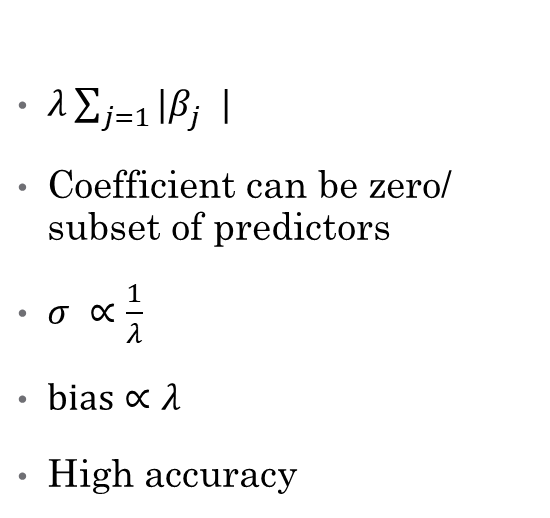 • λ∑j=1|βj |
• Coefficient can be zero/
subset of predictors
• σ ∝ 1/λ
• bias ∝ λ
• High accuracy